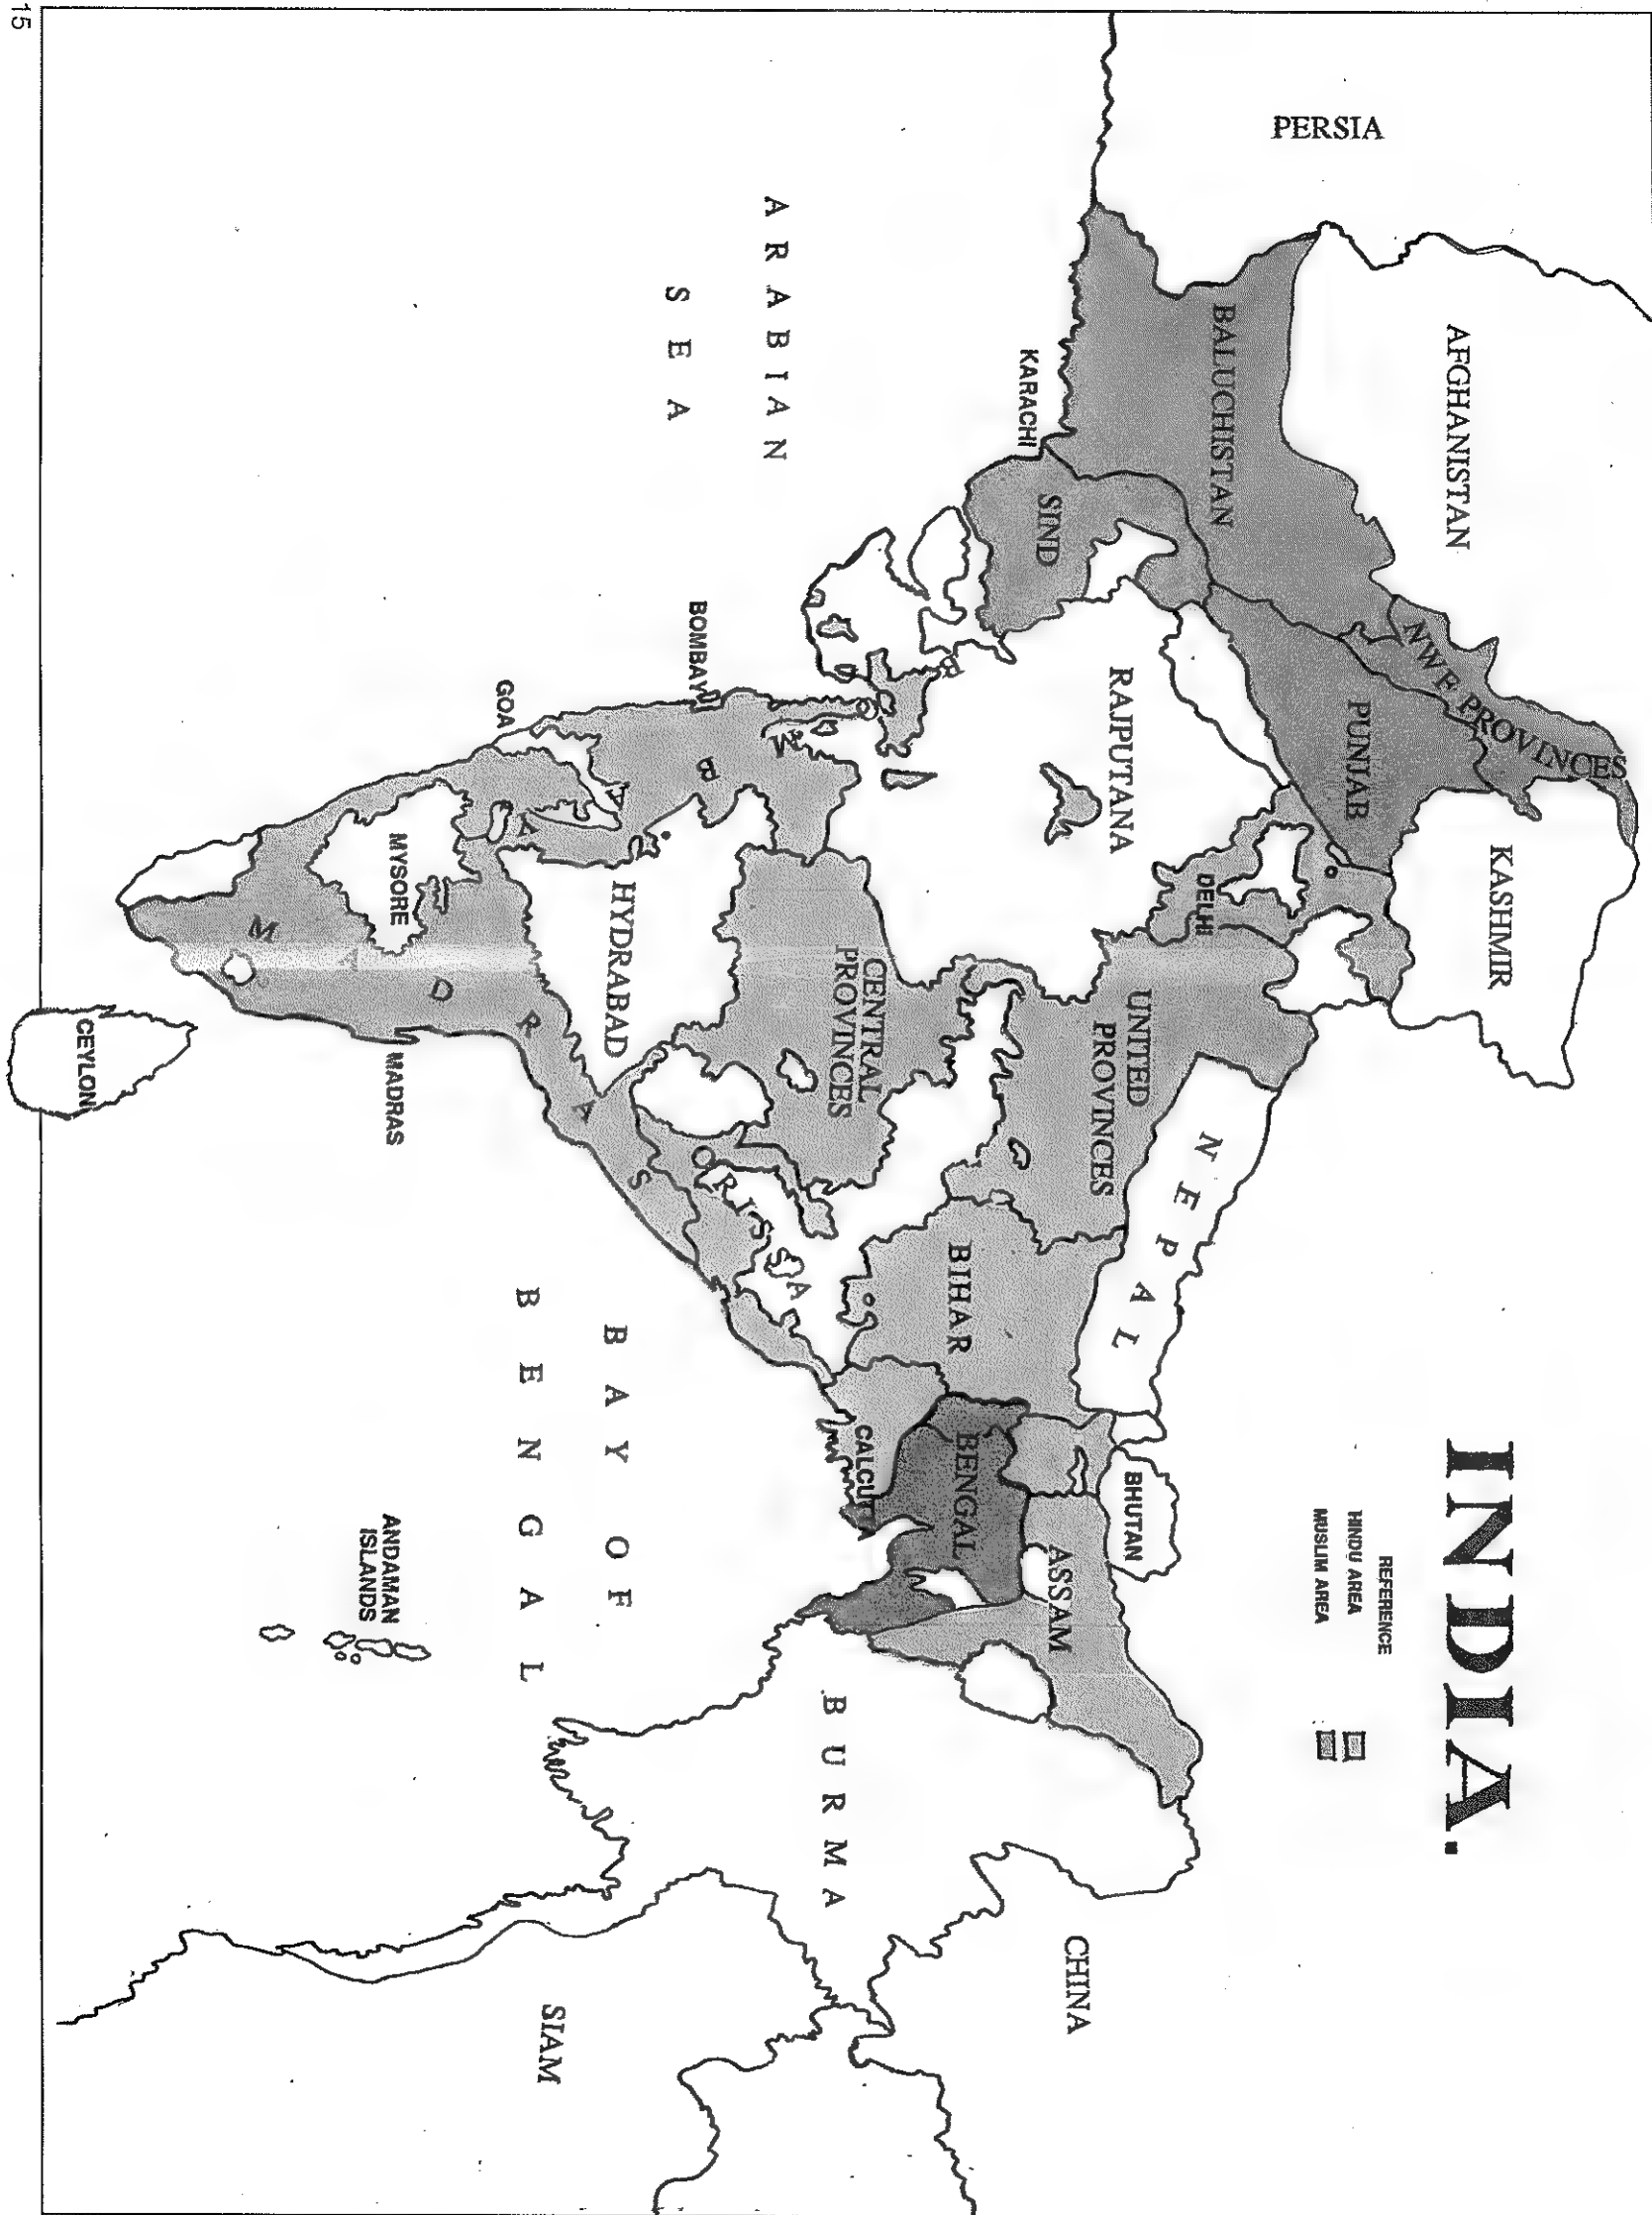 INDIA.
REFERENCE
HINDU AREA
MUSLIM AREA
PERSIA
AFGHANISTAN
BALUCHISTAN
NWF PROVINCES
KASHMIR
PUNJAB
KARACHI
SIND
RAJPUTANA
DELHI
UNITED
PROVINCES
NEPAL
BHUTAN
ASSAM
CHINA
BIHAR
BENGAL
CALCUTTA
CENTRAL
PROVINCES
ORISSA
BOMBAY
HYDRABAD
GOA
MYSORE
MADRAS
MADRAS
CEYLON
ARABIAN
SEA
BAY OF
BENGAL
BURMA
ANDAMAN
ISLANDS
SIAM
15